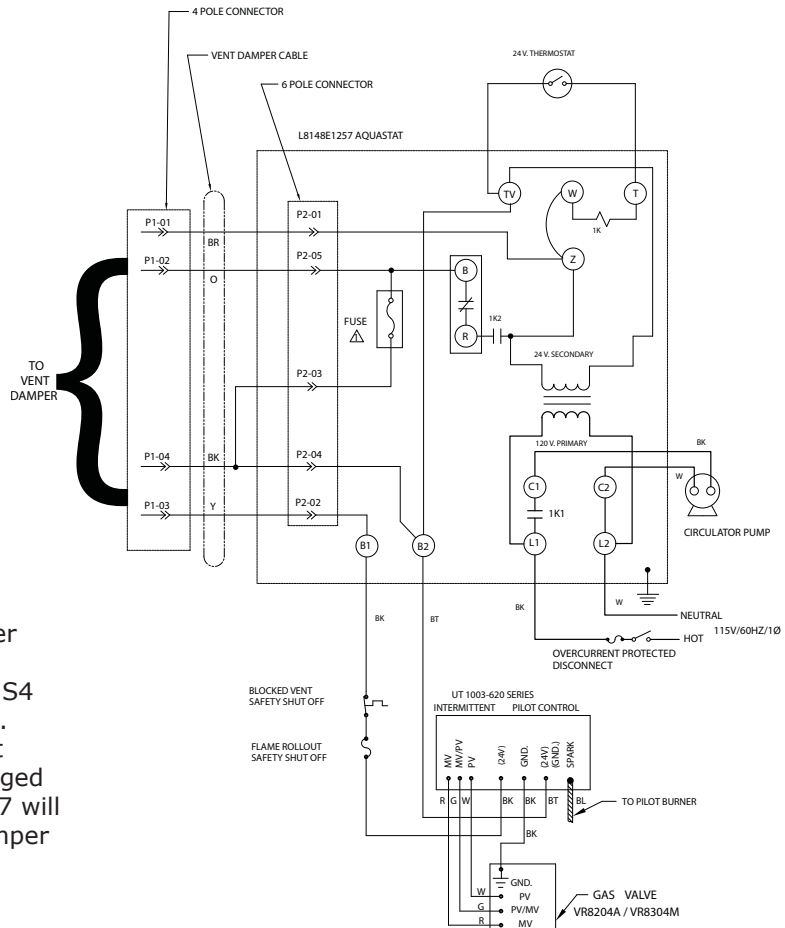 4 POLE CONNECTOR
VENT DAMPER CABLE
6 POLE CONNECTOR
24 V. THERMOSTAT
L8148E1257 AQUASTAT
TV
W
T
1K
Z
P1-01
BR
P2-01
P1-02
O
P2-05
B
R
1K2
FUSE
1
24 V. SECONDARY
TO
VENT
DAMPER
P2-03
120 V. PRIMARY
BK
W
P1-04
BK
P2-04
C1
C2
1K1
CIRCULATOR PUMP
P1-03
Y
P2-02
B1
B2
L1
L2
BK
BT
BK
W
NEUTRAL
HOT
115V/60HZ/1Ø
OVERCURRENT PROTECTED
DISCONNECT
er
S4
.
t
ged
7 will
mper
BLOCKED VENT
SAFETY SHUT OFF
FLAME ROLLOUT
SAFETY SHUT OFF
UT 1003-620 SERIES
INTERMITTENT PILOT CONTROL
MV
MV/PV
PV
(24V)
GND.
(24V)
(GND.)
SPARK
R G W BK BK BT BL
TO PILOT BURNER
BK
GND.
W PV
G PV/MV
R MV
GAS VALVE
VR8204A / VR8304M